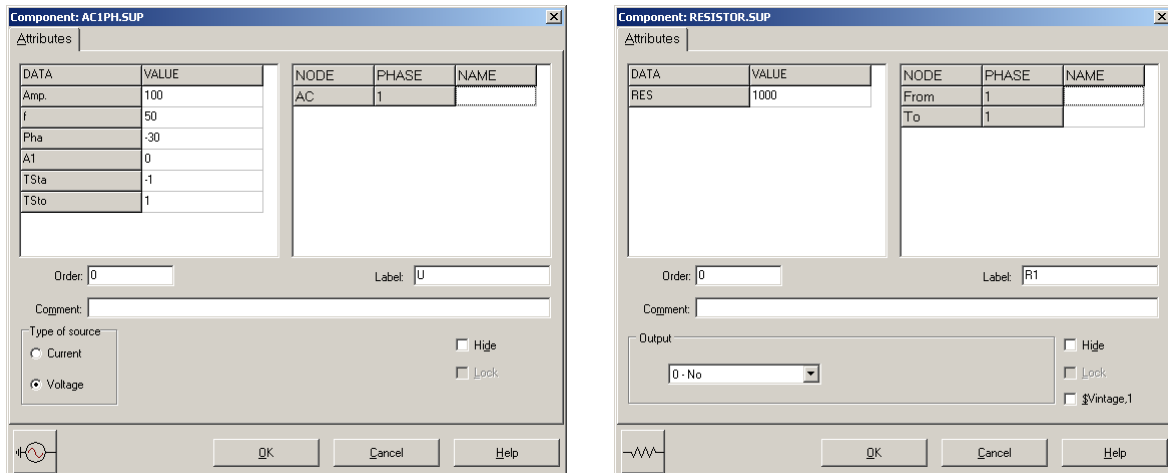 Component: AC1PH.SUP
Attributes
DATA VALUE
Amp. 100
f 50
Pha -30
A1 0
TSta -1
TSto 1
NODE PHASE NAME
AC 1
Order: 0
Label: U
Comment:
Type of source
Current
Voltage
Hide
Lock
OK Cancel Help
Component: RESISTOR.SUP
Attributes
DATA VALUE
RES 1000
NODE PHASE NAME
From 1
To 1
Order: 0
Label: R1
Comment:
Output
0 - No
Hide
Lock
$Vintage,1
OK Cancel Help